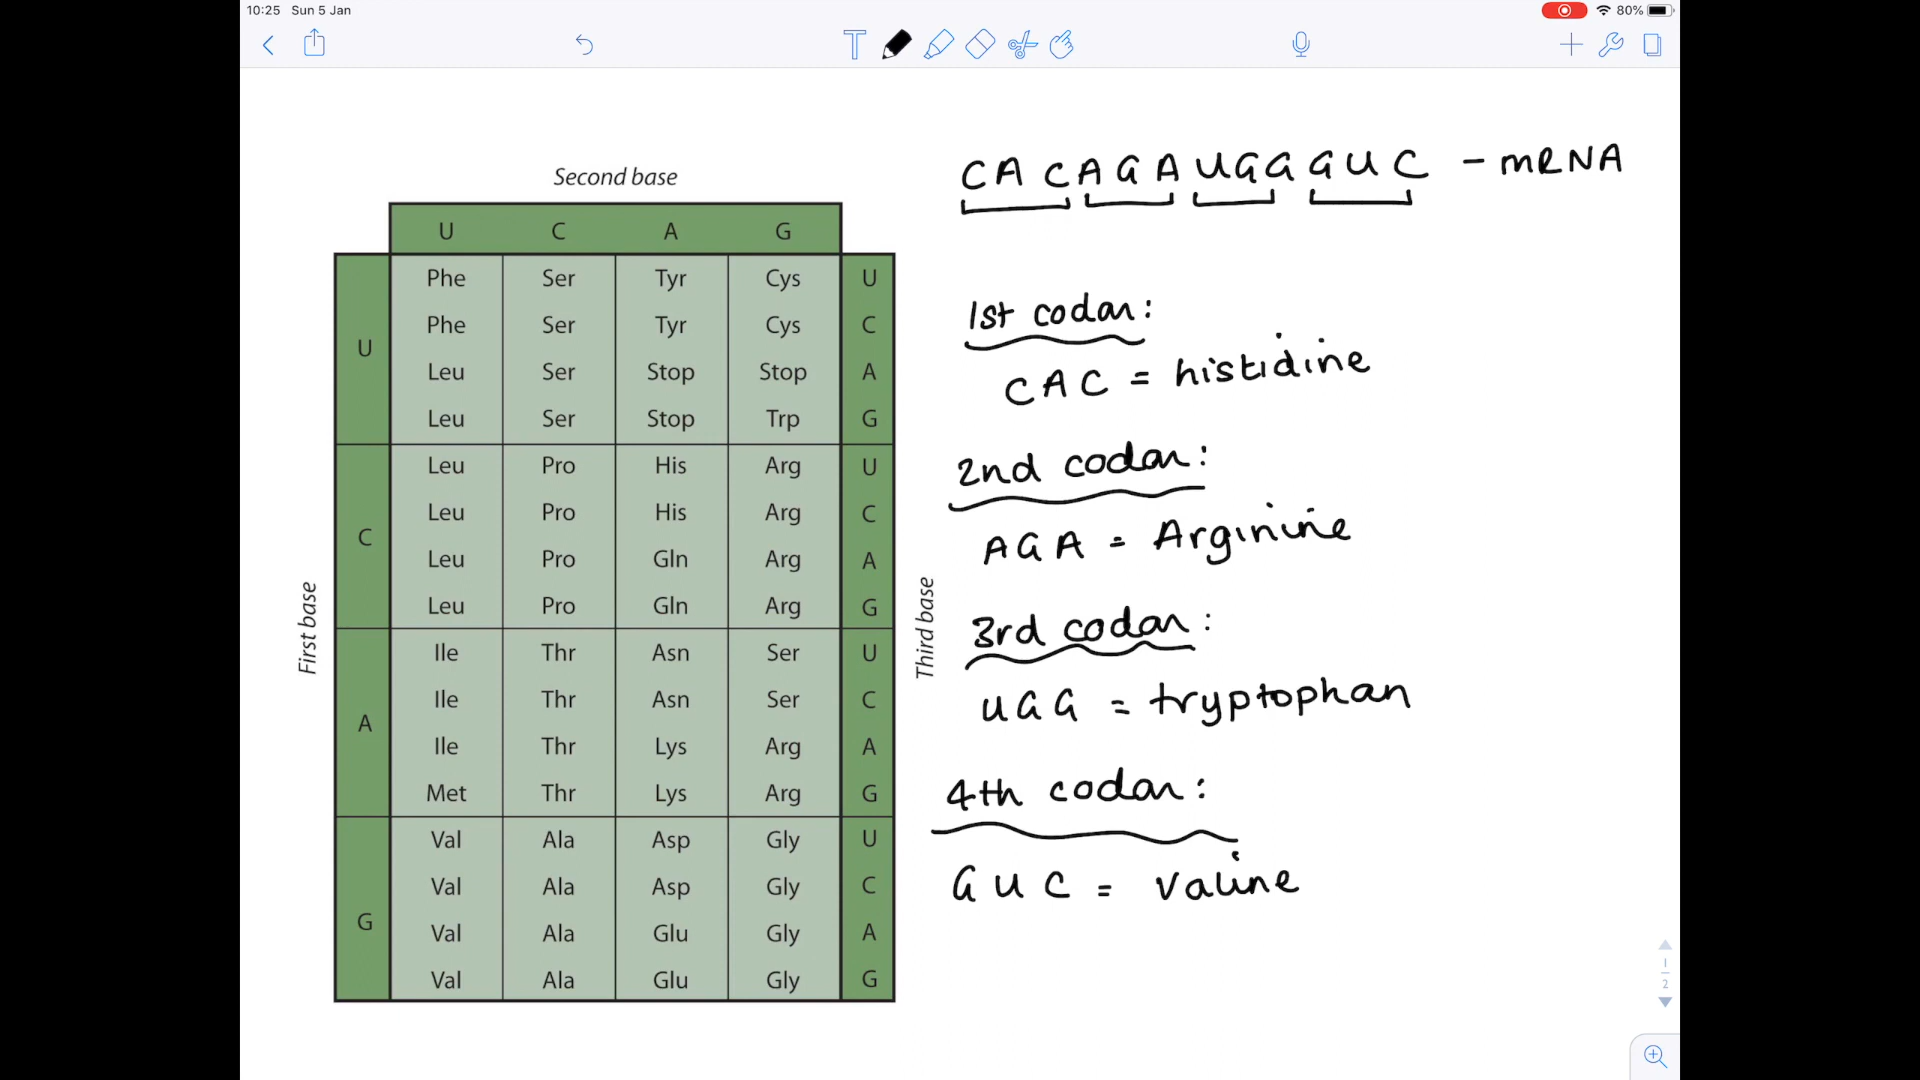 10:25 Sun 5 Jan
80%
T
Second base
U C A G
First base
Third base
U
Phe Ser Tyr Cys U
Phe Ser Tyr Cys C
Leu Ser Stop Stop A
Leu Ser Stop Trp G
C
Leu Pro His Arg U
Leu Pro His Arg C
Leu Pro Gln Arg A
Leu Pro Gln Arg G
A
Ile Thr Asn Ser U
Ile Thr Asn Ser C
Ile Thr Lys Arg A
Met Thr Lys Arg G
G
Val Ala Asp Gly U
Val Ala Asp Gly C
Val Ala Glu Gly A
Val Ala Glu Gly G
CACAGAUGGGUC - mRNA
1st codon:
CAC = histidine
2nd codon:
AGA = Arginine
3rd codon:
UGG = tryptophan
4th codon:
GUC = valine
1
2